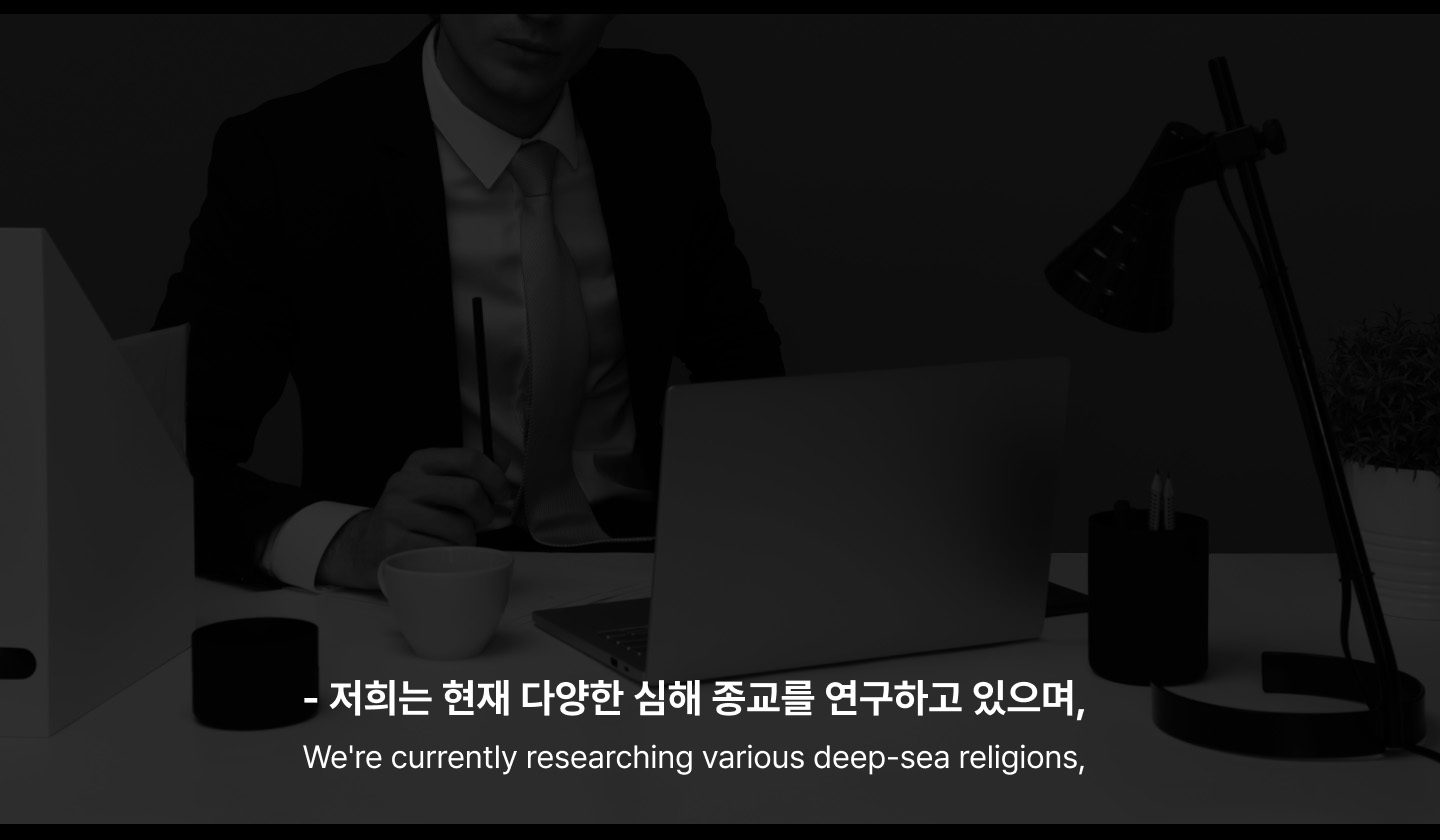 - 저희는 현재 다양한 심해 종교를 연구하고 있으며,
We're currently researching various deep-sea religions,